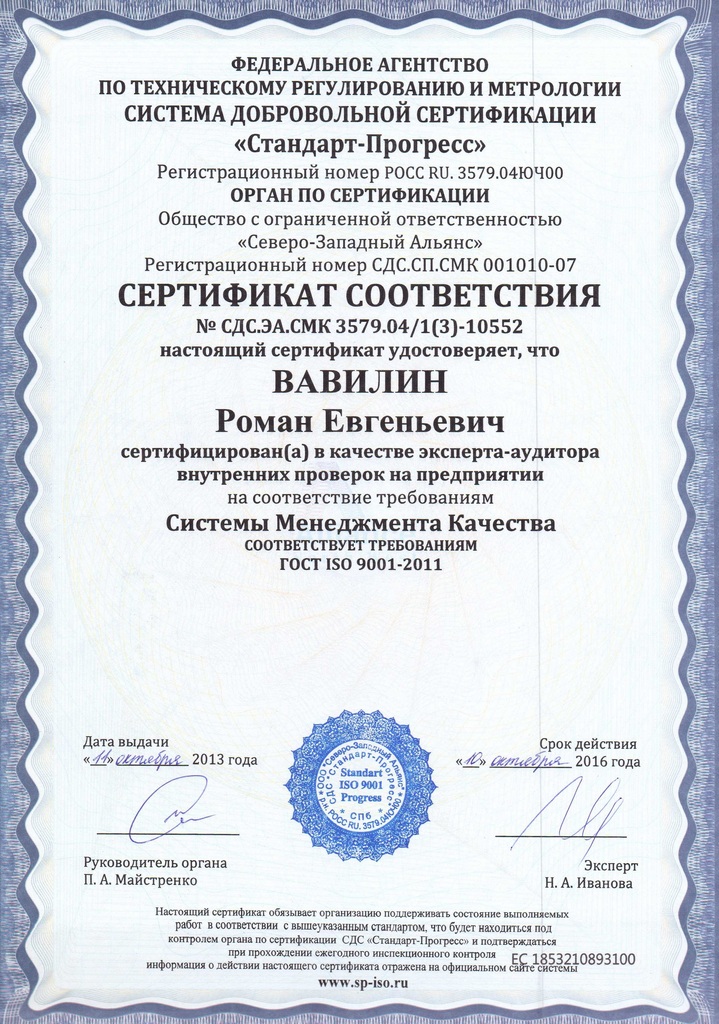 ФЕДЕРАЛЬНОЕ АГЕНТСТВО
ПО ТЕХНИЧЕСКОМУ РЕГУЛИРОВАНИЮ И МЕТРОЛОГИИ
СИСТЕМА ДОБРОВОЛЬНОЙ СЕРТИФИКАЦИИ
«Стандарт-Прогресс»
Регистрационный номер РОСС RU. 3579.04ЮЧ00
ОРГАН ПО СЕРТИФИКАЦИИ
Общество с ограниченной ответственностью
«Северо-Западный Альянс»
Регистрационный номер СДС.СП.СМК 001010-07
СЕРТИФИКАТ СООТВЕТСТВИЯ
№ СДС.ЭА.СМК 3579.04/1(3)-10552
настоящий сертификат удостоверяет, что
ВАВИЛИН
Роман Евгеньевич
сертифицирован(а) в качестве эксперта-аудитора
внутренних проверок на предприятии
на соответствие требованиям
Системы Менеджмента Качества
СООТВЕТСТВУЕТ ТРЕБОВАНИЯМ
ГОСТ ISO 9001-2011
Дата выдачи
«11» октября 2013 года
Срок действия
«10» октября 2016 года
ООО «Северо-Западный Альянс»
СДС "Стандарт-Прогресс"
Standart
ISO 9001
Progress
* СПб *
РОСС RU. 3579.04ЮЧ00
Руководитель органа
П. А. Майстренко
Эксперт
Н. А. Иванова
Настоящий сертификат обязывает организацию поддерживать состояние выполняемых
работ в соответствии с вышеуказанным стандартом, что будет находиться под
контролем органа по сертификации СДС «Стандарт-Прогресс» и подтверждаться
при прохождении ежегодного инспекционного контроля
ЕС 1853210893100
информация о действии настоящего сертификата отражена на официальном сайте системы
www.sp-iso.ru